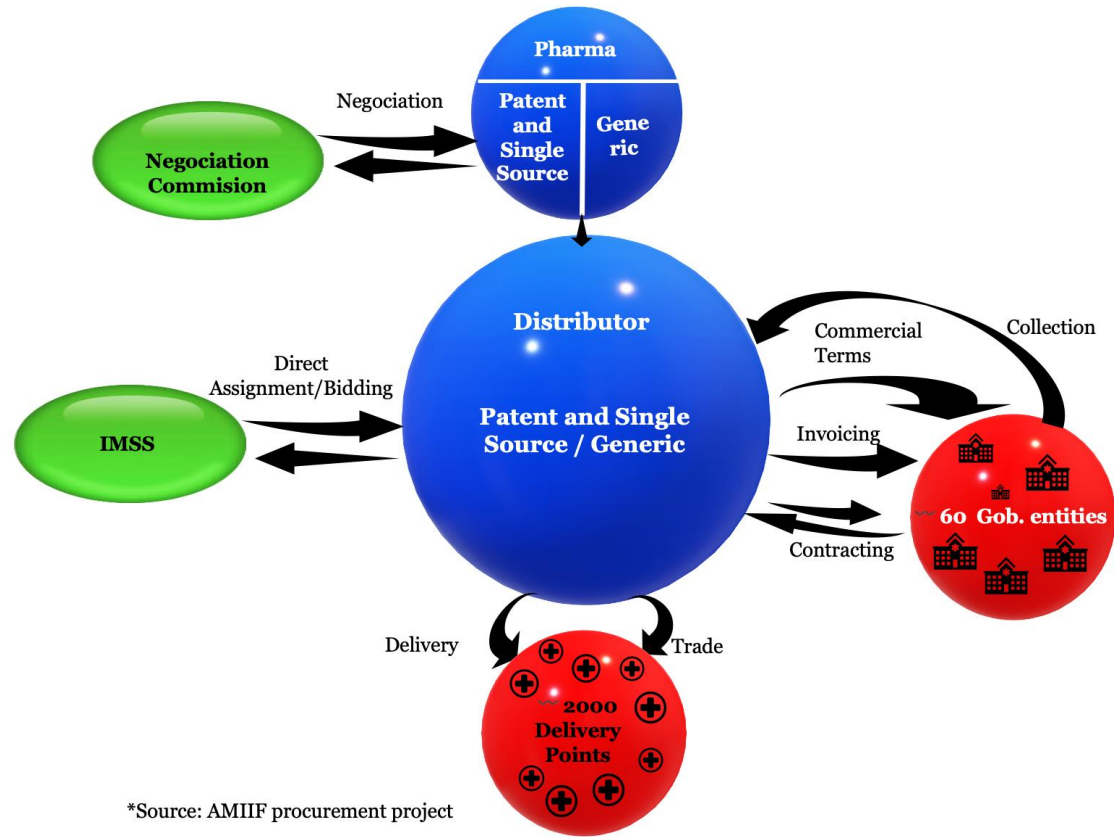 Pharma
Patent
and
Single
Source
Gene
ric
Negociation
Negociation
Commision
Distributor
Patent and Single
Source / Generic
Direct
Assignment/Bidding
IMSS
Commercial
Terms
Collection
Invoicing
~ 60 Gob. entities
Contracting
Delivery
Trade
~ 2000
Delivery
Points
*Source: AMIIF procurement project